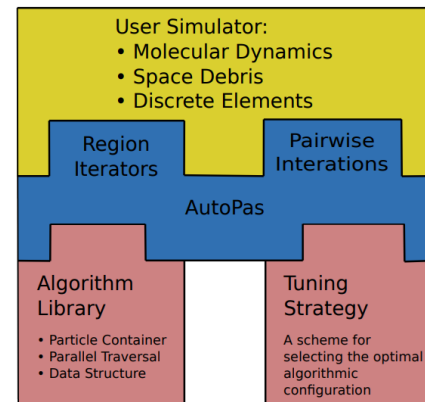 User Simulator:
• Molecular Dynamics
• Space Debris
• Discrete Elements
Region
Iterators
Pairwise
Interations
AutoPas
Algorithm
Library
• Particle Container
• Parallel Traversal
• Data Structure
Tuning
Strategy
A scheme for
selecting the optimal
algorithmic
configuration